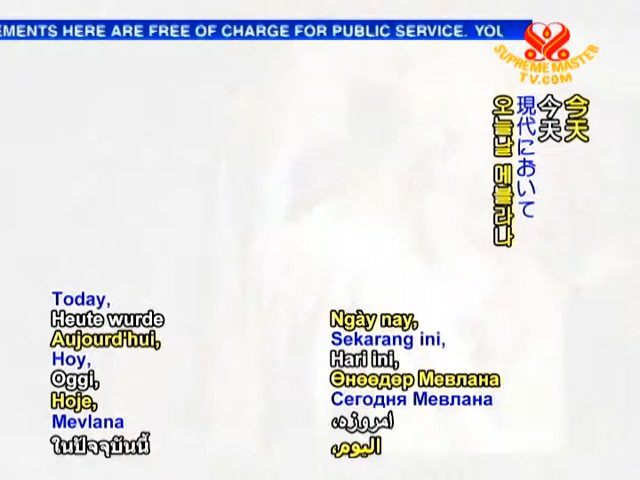 EMENTS HERE ARE FREE OF CHARGE FOR PUBLIC SERVICE. YOU
SUPREME MASTER
TV.COM
今天
今天
現代において
오늘날 메블라나
Today,
Heute wurde
Aujourd'hui,
Hoy,
Oggi,
Hoje,
Mevlana
ในปัจจุบันนี้
Ngày nay,
Sekarang ini,
Hari ini,
Өнөөдөр Мевлана
Сегодня Мевлана
امروزه،
اليوم،